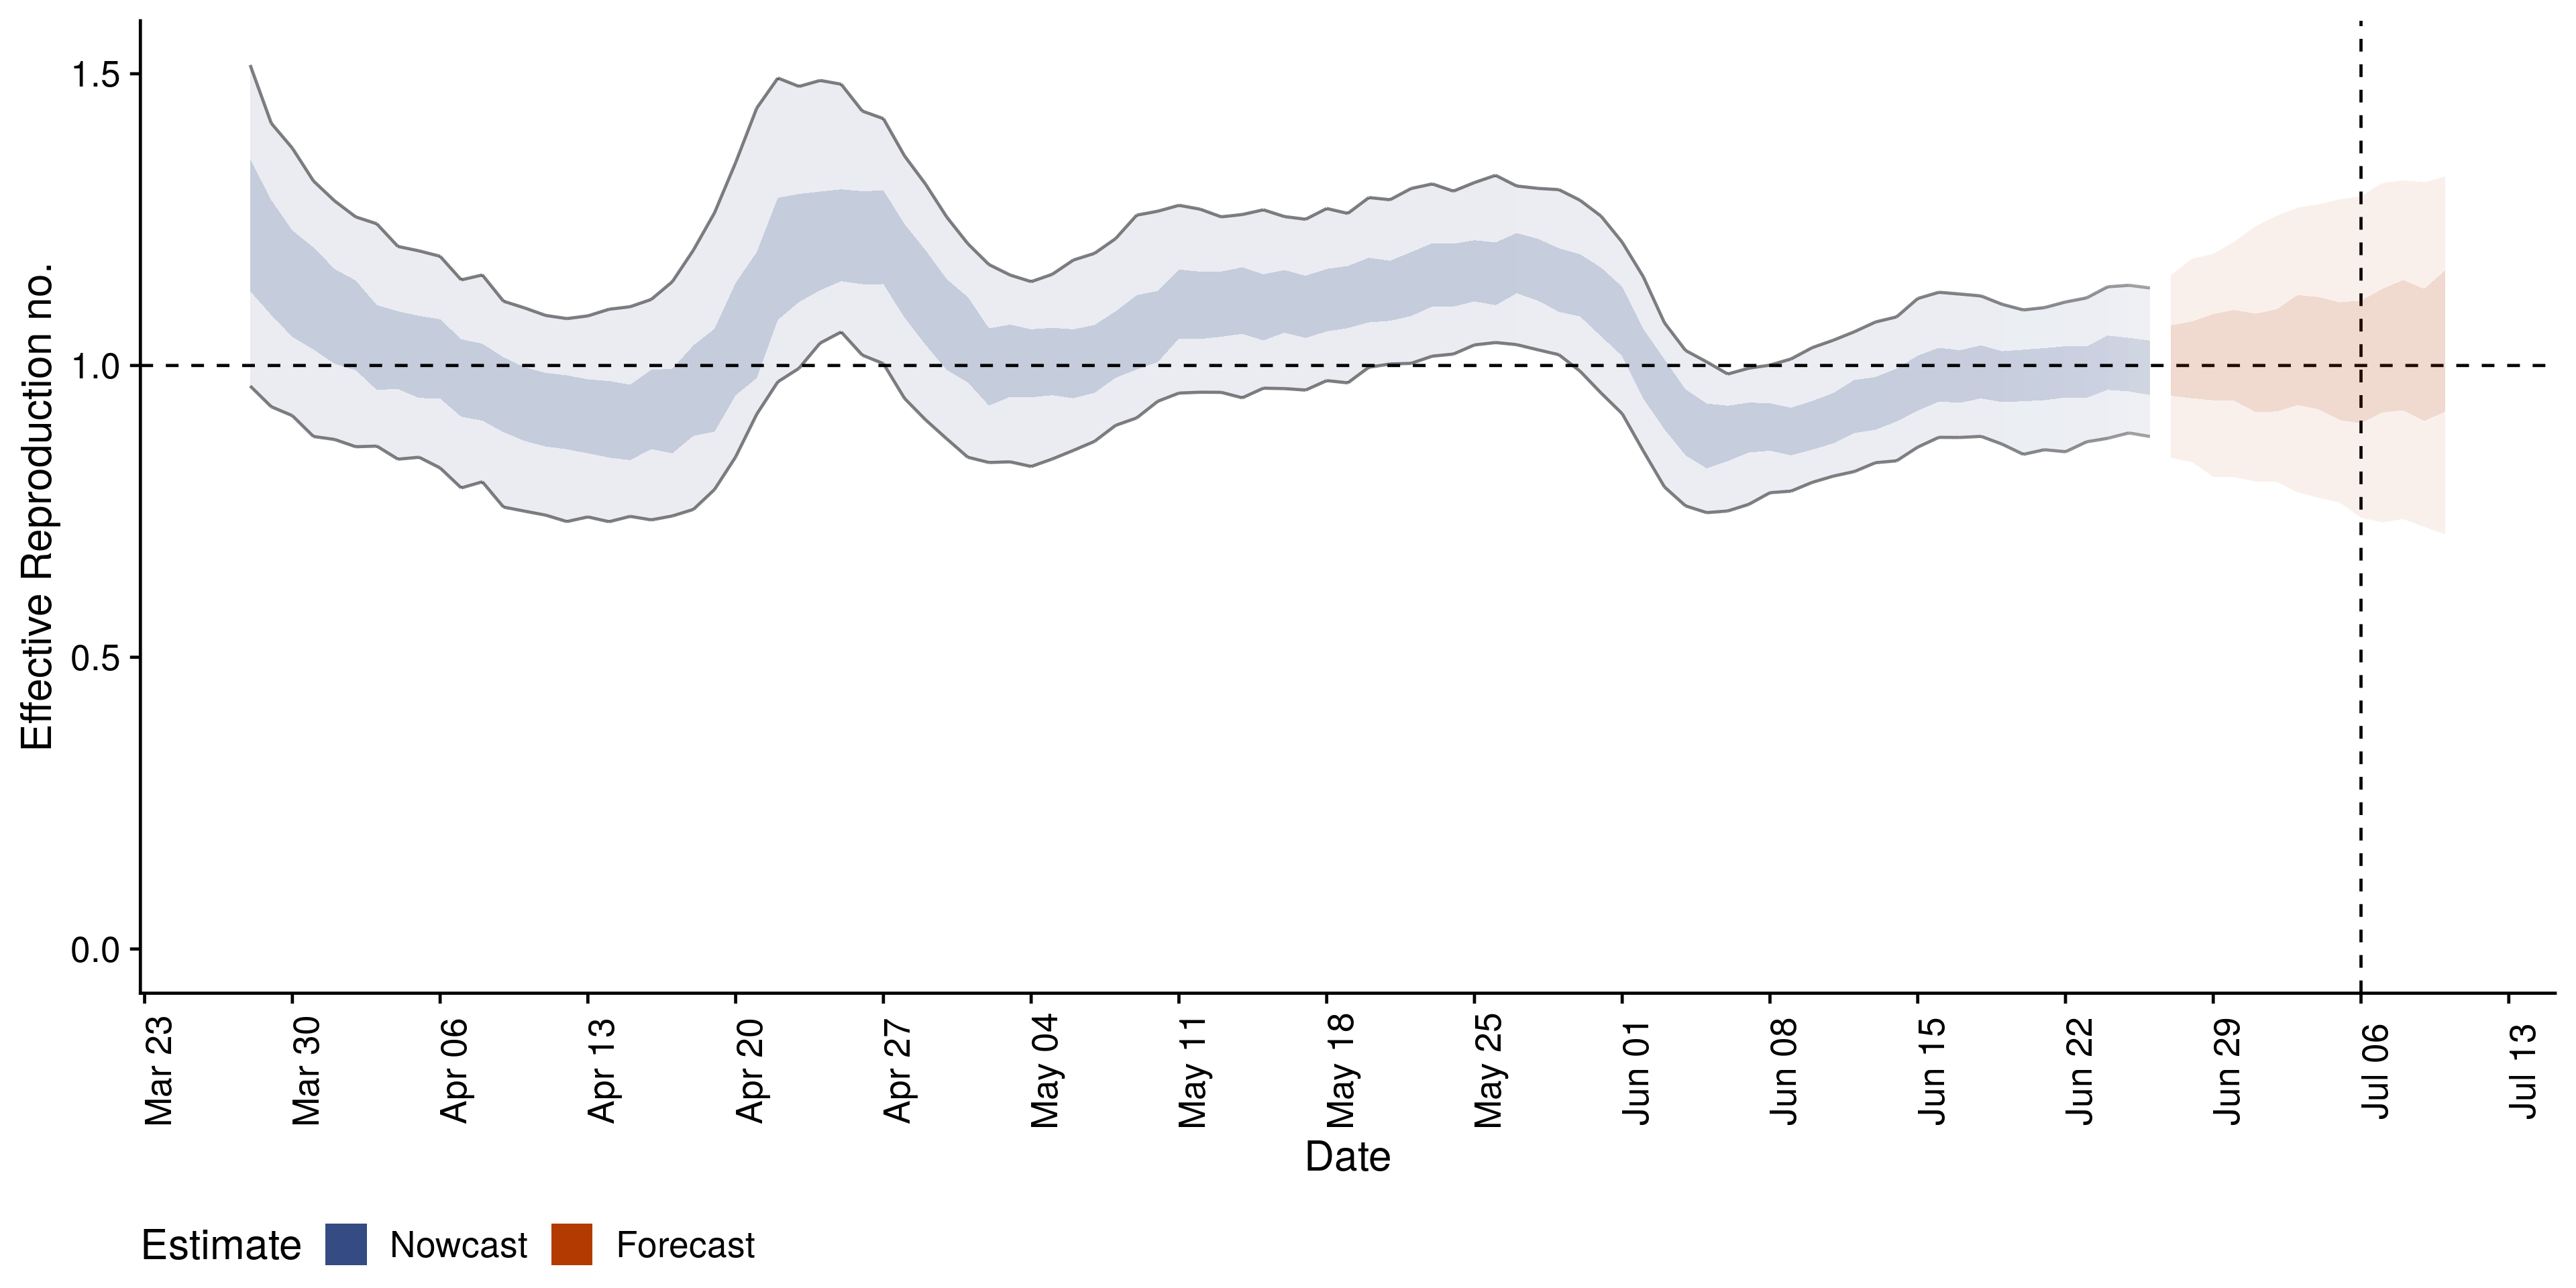 Effective Reproduction no.
1.5
1.0
0.5
0.0
Mar 23
Mar 30
Apr 06
Apr 13
Apr 20
Apr 27
May 04
May 11
May 18
May 25
Jun 01
Jun 08
Jun 15
Jun 22
Jun 29
Jul 06
Jul 13
Date
Estimate Nowcast Forecast